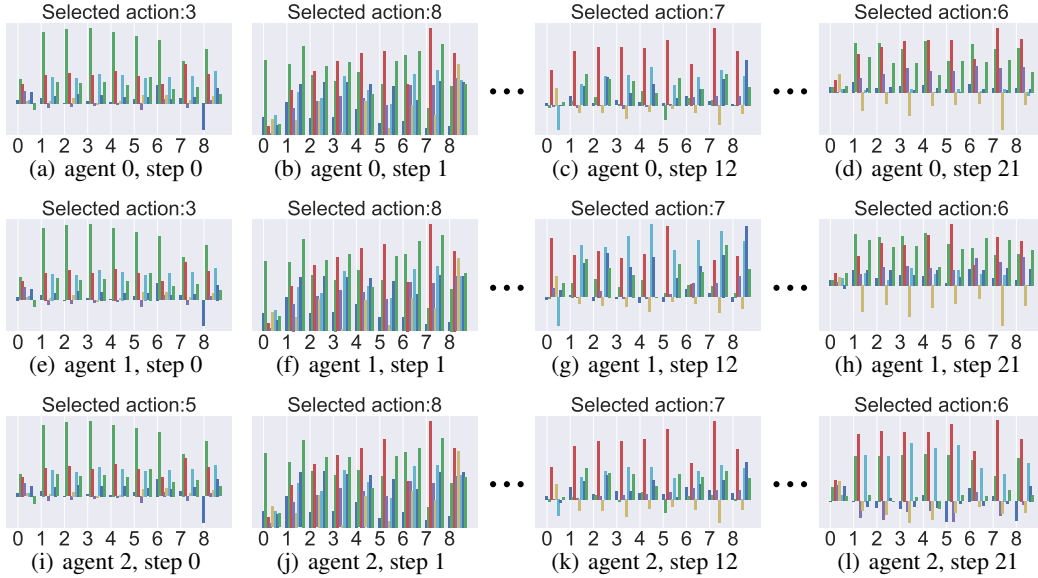 Selected action:3 Selected action:8 Selected action:7 Selected action:6
0 1 2 3 4 5 6 7 8 0 1 2 3 4 5 6 7 8 0 1 2 3 4 5 6 7 8 0 1 2 3 4 5 6 7 8
(a) agent 0, step 0 (b) agent 0, step 1 (c) agent 0, step 12 (d) agent 0, step 21
Selected action:3 Selected action:8 Selected action:7 Selected action:6
0 1 2 3 4 5 6 7 8 0 1 2 3 4 5 6 7 8 0 1 2 3 4 5 6 7 8 0 1 2 3 4 5 6 7 8
(e) agent 1, step 0 (f) agent 1, step 1 (g) agent 1, step 12 (h) agent 1, step 21
Selected action:5 Selected action:8 Selected action:7 Selected action:6
0 1 2 3 4 5 6 7 8 0 1 2 3 4 5 6 7 8 0 1 2 3 4 5 6 7 8 0 1 2 3 4 5 6 7 8
(i) agent 2, step 0 (j) agent 2, step 1 (k) agent 2, step 12 (l) agent 2, step 21